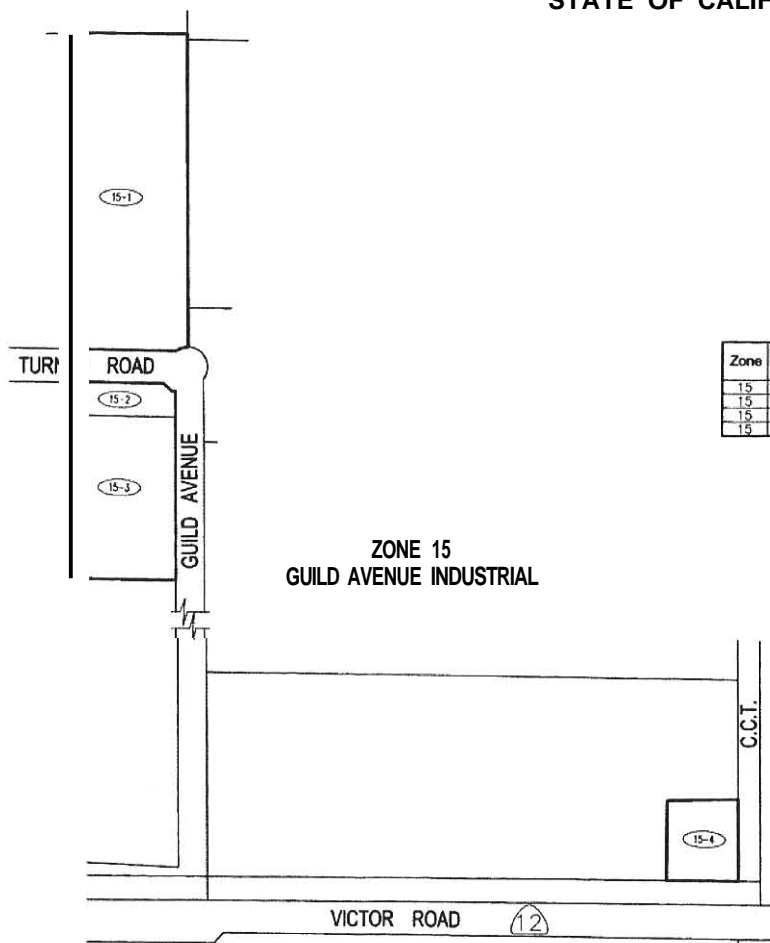 STATE OF CALIF
15-1
ROAD
15-2
15-3
GUILD AVENUE
Zone
15
15
15
15
ZONE 15
GUILD AVENUE INDUSTRIAL
C.C.T.
15-4
VICTOR ROAD 12